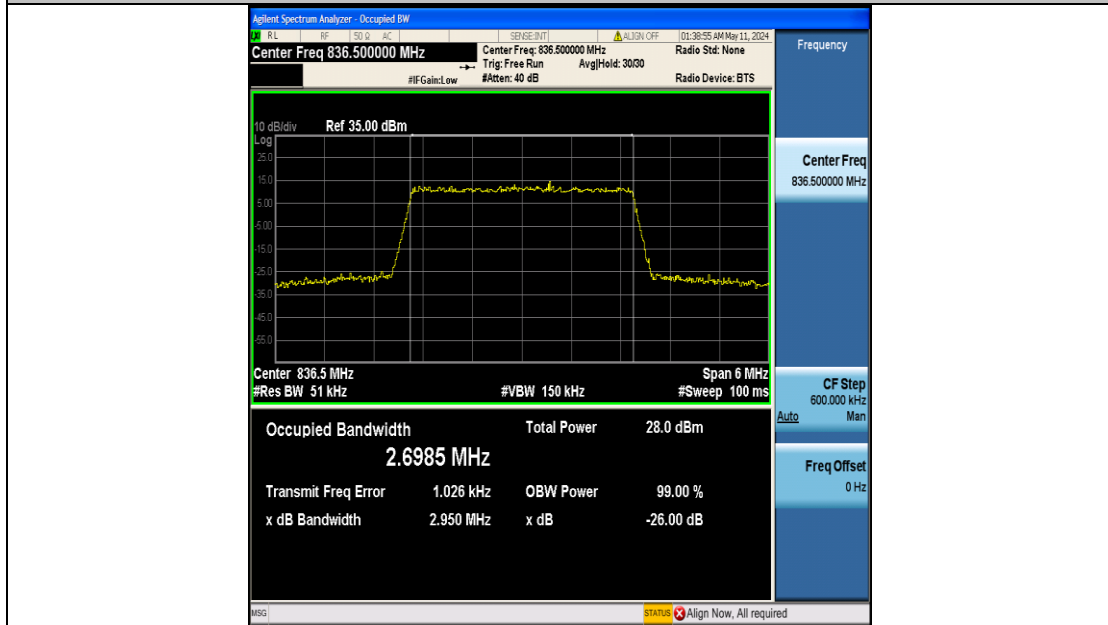 Agilent Spectrum Analyzer - Occupied BW
RL RF 50 Ω AC SENSE:INT ALIGN OFF 01:38:55 AM May 11, 2024
Center Freq 836.500000 MHz
Center Freq: 836.500000 MHz
Radio Std: None
Trig: Free Run Avg|Hold: 30/30
#IFGain:Low
#Atten: 40 dB
Radio Device: BTS
Frequency
10 dB/div Ref 35.00 dBm
Log
25.0
15.0
5.00
-5.00
-15.0
-25.0
-35.0
-45.0
-55.0
Center 836.5 MHz Span 6 MHz
#Res BW 51 kHz #VBW 150 kHz #Sweep 100 ms
Occupied Bandwidth Total Power 28.0 dBm
2.6985 MHz
Transmit Freq Error 1.026 kHz OBW Power 99.00 %
x dB Bandwidth 2.950 MHz x dB -26.00 dB
Center Freq
836.500000 MHz
CF Step
600.000 kHz
Auto Man
Freq Offset
0 Hz
MSG
STATUS Align Now, All required